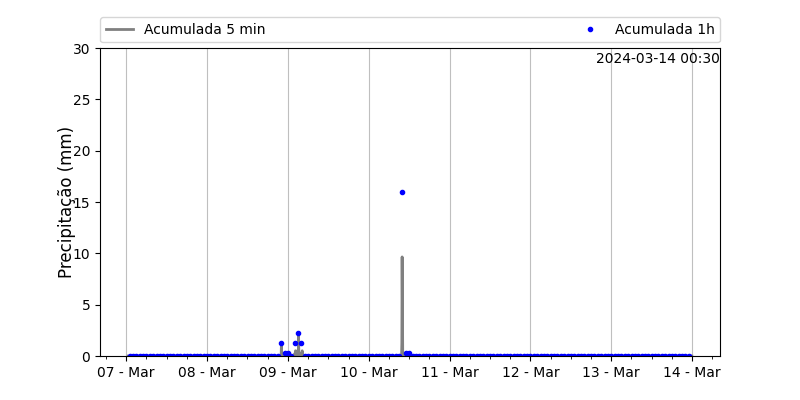 Acumulada 5 min
Acumulada 1h
2024-03-14 00:30
Precipitação (mm)
30
25
20
15
10
5
0
07 - Mar
08 - Mar
09 - Mar
10 - Mar
11 - Mar
12 - Mar
13 - Mar
14 - Mar